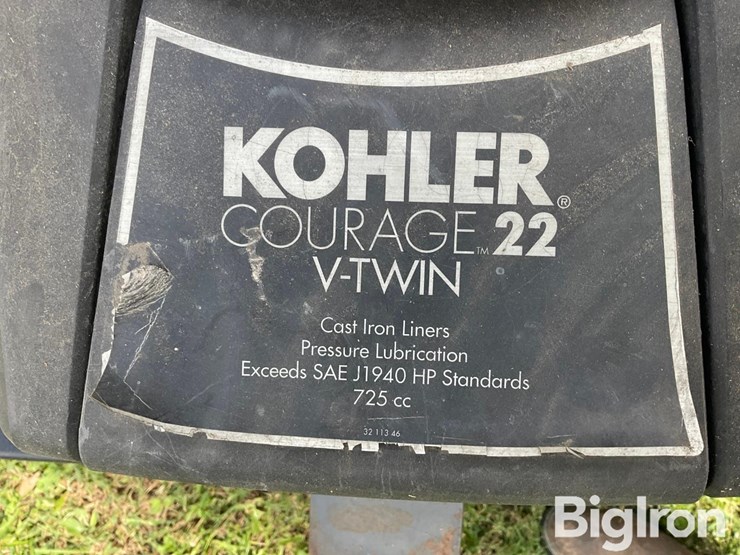 KOHLER®
COURAGE™ 22
V-TWIN
Cast Iron Liners
Pressure Lubrication
Exceeds SAE J1940 HP Standards
725 cc
32 113 46
BigIron